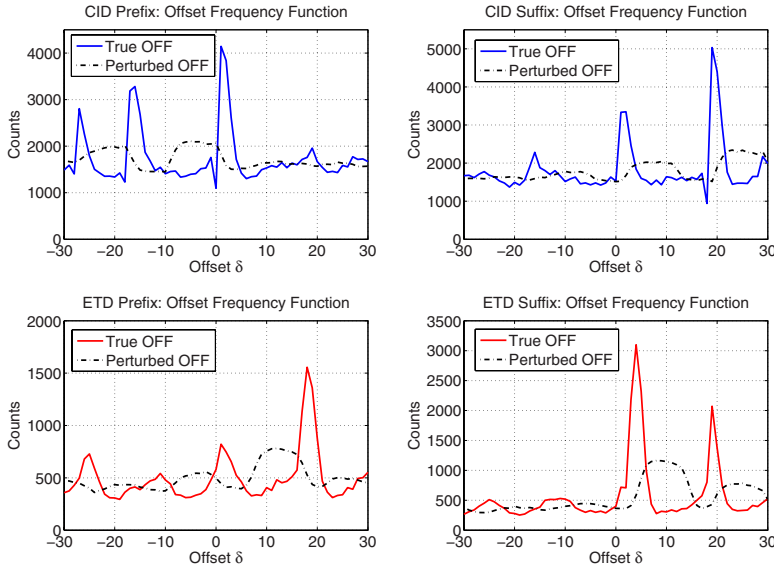 CID Prefix: Offset Frequency Function
True OFF
Perturbed OFF
Counts
4000
3000
2000
1000
0
−30 −20 −10 0 10 20 30
Offset δ
CID Suffix: Offset Frequency Function
True OFF
Perturbed OFF
Counts
5000
4000
3000
2000
1000
0
−30 −20 −10 0 10 20 30
Offset δ
ETD Prefix: Offset Frequency Function
True OFF
Perturbed OFF
Counts
2000
1500
1000
500
0
−30 −20 −10 0 10 20 30
Offset δ
ETD Suffix: Offset Frequency Function
True OFF
Perturbed OFF
Counts
3500
3000
2500
2000
1500
1000
500
0
−30 −20 −10 0 10 20 30
Offset δ